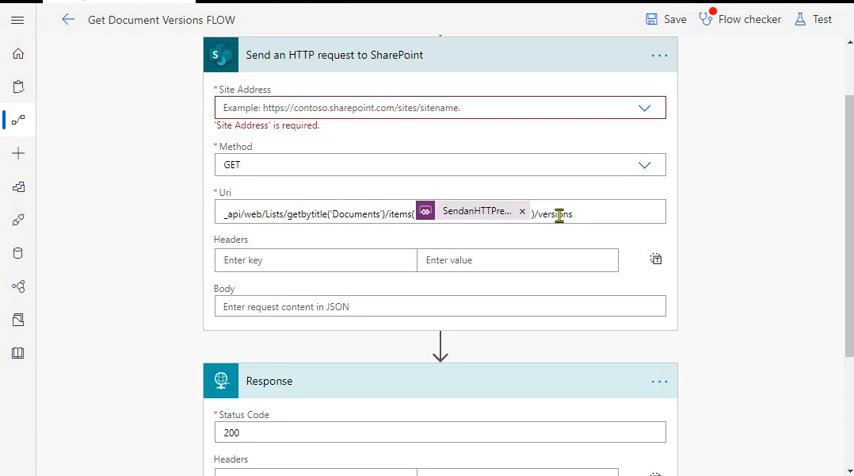 Get Document Versions FLOW
Save
Flow checker
Test
Send an HTTP request to SharePoint
...
* Site Address
Example: https://contoso.sharepoint.com/sites/sitename.
'Site Address' is required.
* Method
GET
* Uri
_api/web/Lists/getbytitle('Documents')/items( SendanHTTPre... × )/versions
Headers
Enter key
Enter value
Body
Enter request content in JSON
Response
...
* Status Code
200
Headers